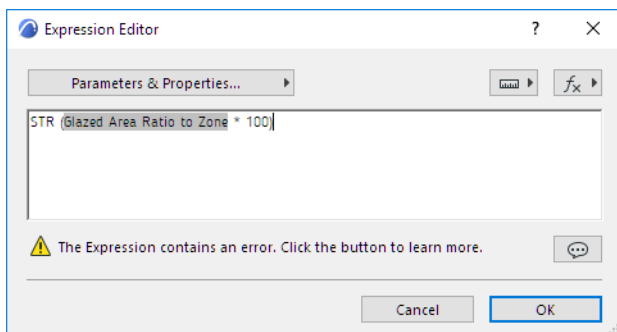 Expression Editor
?
Parameters & Properties...
fx
STR (Glazed Area Ratio to Zone * 100)
The Expression contains an error. Click the button to learn more.
Cancel
OK